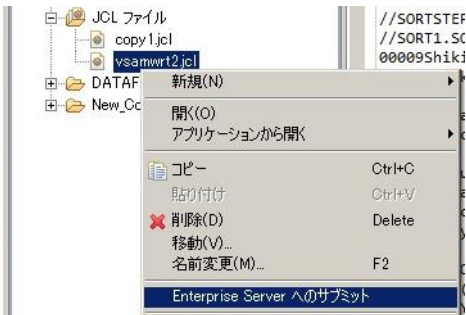 JCL ファイル
copy1.jcl
vsamwrt2.jcl
DATAF
New_Co
//SORTSTEP
//SORT1.SO
00009Shiki
新規(N)
開く(O)
アプリケーションから開く
コピー Ctrl+C
貼り付け Ctrl+V
削除(D) Delete
移動(V)...
名前変更(M)... F2
Enterprise Server へのサブミット